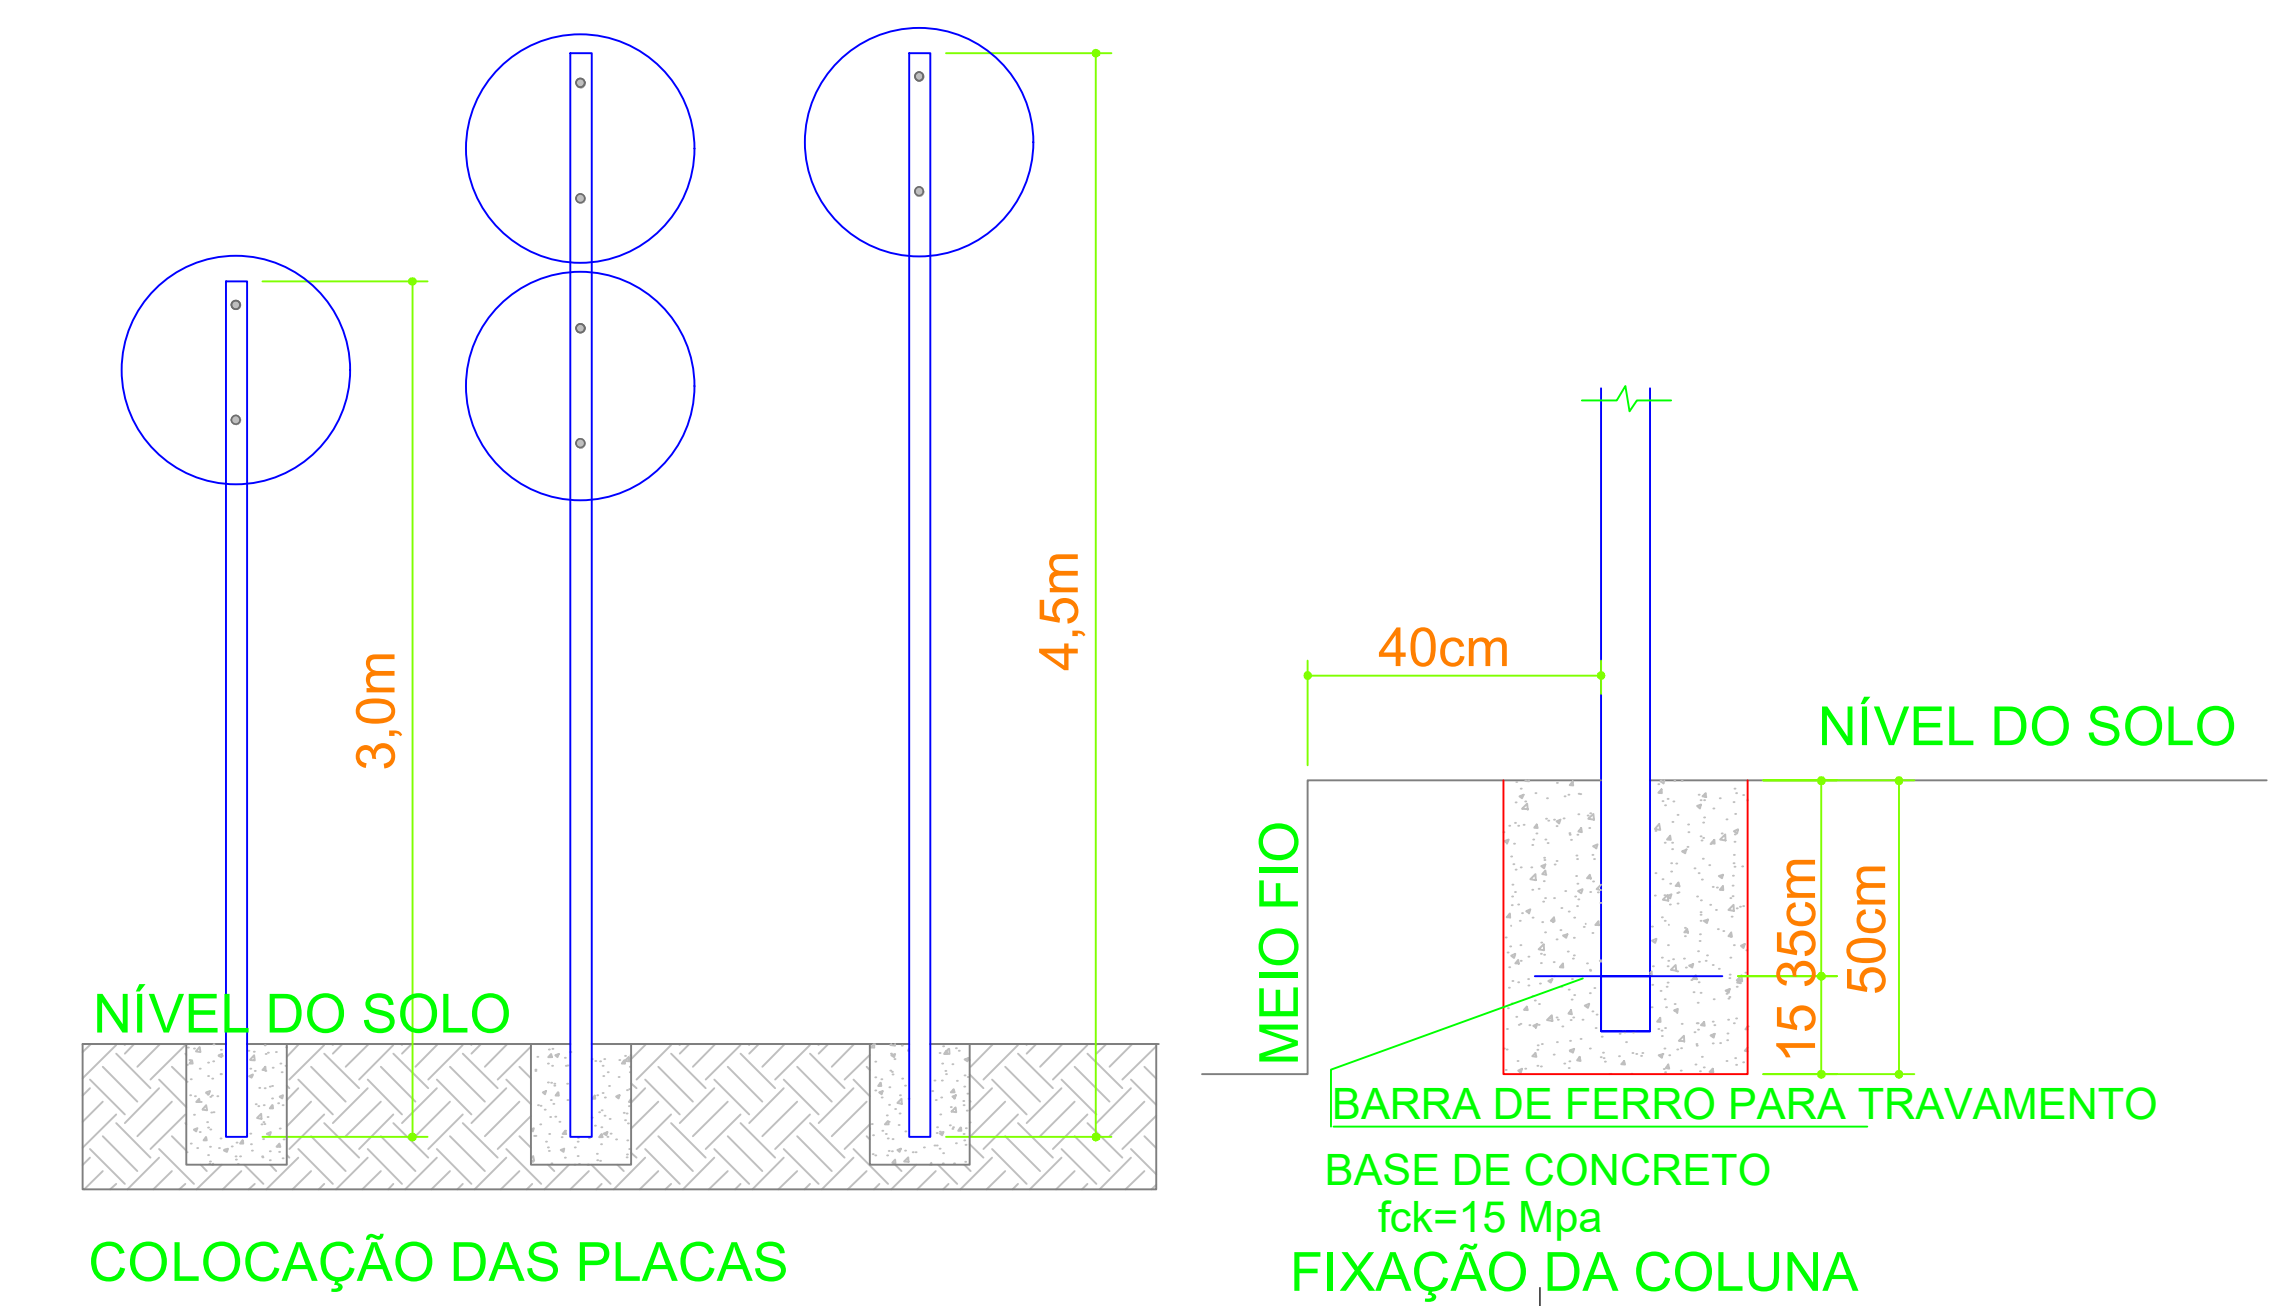 3,0m
4,5m
NÍVEL DO SOLO
COLOCAÇÃO DAS PLACAS
40cm
NÍVEL DO SOLO
MEIO FIO
15 35cm
50cm
BARRA DE FERRO PARA TRAVAMENTO
BASE DE CONCRETO
fck=15 Mpa
FIXAÇÃO DA COLUNA